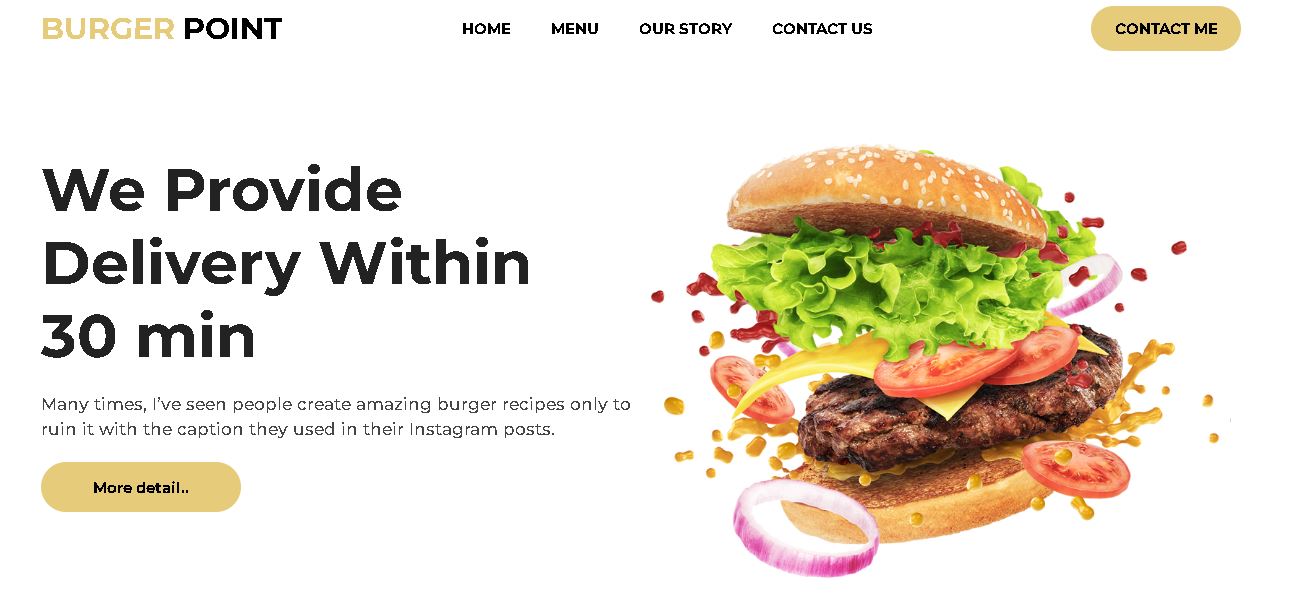 BURGER POINT
HOME
MENU
OUR STORY
CONTACT US
CONTACT ME
We Provide
Delivery Within
30 min
Many times, I've seen people create amazing burger recipes only to
ruin it with the caption they used in their Instagram posts.
More detail..